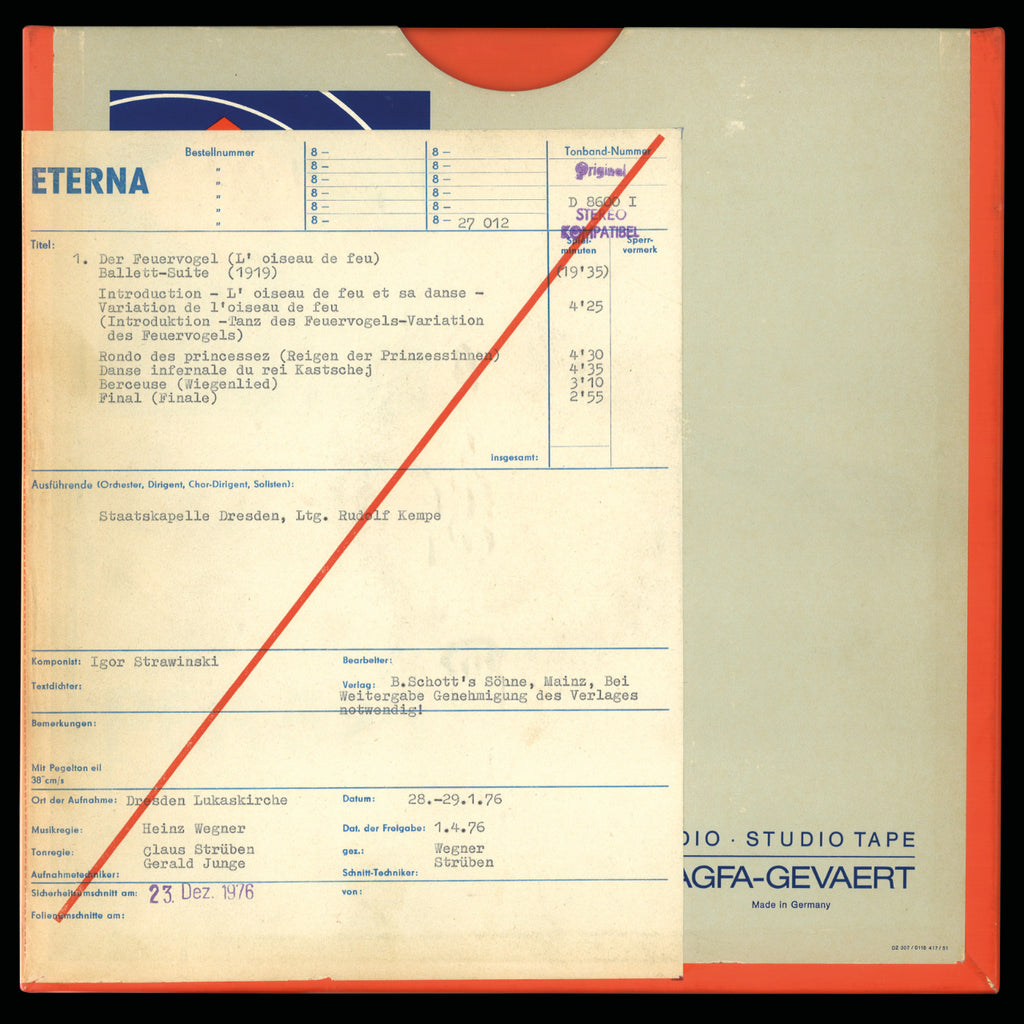 ETERNA
Bestellnummer
"
"
"
"
"
8 –
8 –
8 –
8 –
8 –
8 –
8 –
8 –
8 –
8 –
8 –
8 – 27 012
Tonband-Nummer
Original
D 8600 I
STEREO
KOMPATIBEL
Spiel-
minuten
Sperr-
vermerk
Titel:
1. Der Feuervogel (L' oiseau de feu)
Ballett-Suite (1919) (19'35)
Introduction – L' oiseau de feu et sa danse –
Variation de l'oiseau de feu 4'25
(Introduktion –Tanz des Feuervogels–Variation
des Feuervogels)
Rondo des princessez (Reigen der Prinzessinnen) 4'30
Danse infernale du rei Kastschej 4'35
Berceuse (Wiegenlied) 3'10
Final (Finale) 2'55
insgesamt:
Ausführende (Orchester, Dirigent, Chor-Dirigent, Solisten):
Staatskapelle Dresden, Ltg. Rudolf Kempe
Komponist: Igor Strawinski
Bearbeiter:
Textdichter:
Verlag: B.Schott's Söhne, Mainz, Bei
Weitergabe Genehmigung des Verlages
notwendig!
Bemerkungen:
Mit Pegelton eil
38 cm/s
Ort der Aufnahme: Dresden Lukaskirche
Datum: 28.–29.1.76
Musikregie: Heinz Wegner
Dat. der Freigabe: 1.4.76
Tonregie: Claus Strüben
Gerald Junge
gez.: Wegner
Strüben
Aufnahmetechniker:
Schnitt-Techniker:
Sicherheitsumschnitt am: 23. Dez. 1976
von:
Folienumschnitte am:
DIO · STUDIO TAPE
AGFA-GEVAERT
Made in Germany